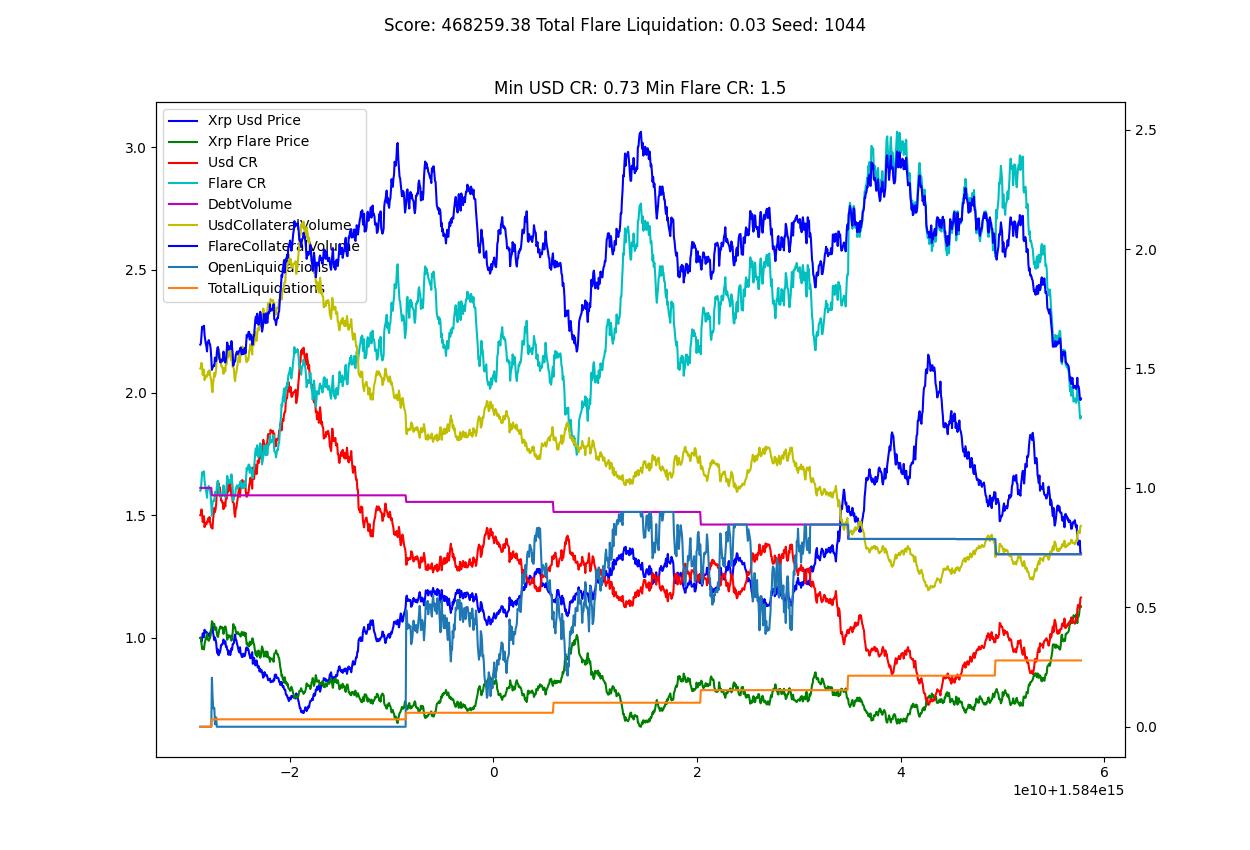 Score: 468259.38 Total Flare Liquidation: 0.03 Seed: 1044
Min USD CR: 0.73 Min Flare CR: 1.5
Xrp Usd Price
Xrp Flare Price
Usd CR
Flare CR
DebtVolume
UsdCollateralVolume
FlareCollateralVolume
OpenLiquidations
TotalLiquidations
3.0
2.5
2.0
1.5
1.0
2.5
2.0
1.5
1.0
0.5
0.0
−2
0
2
4
6
1e10+1.584e15